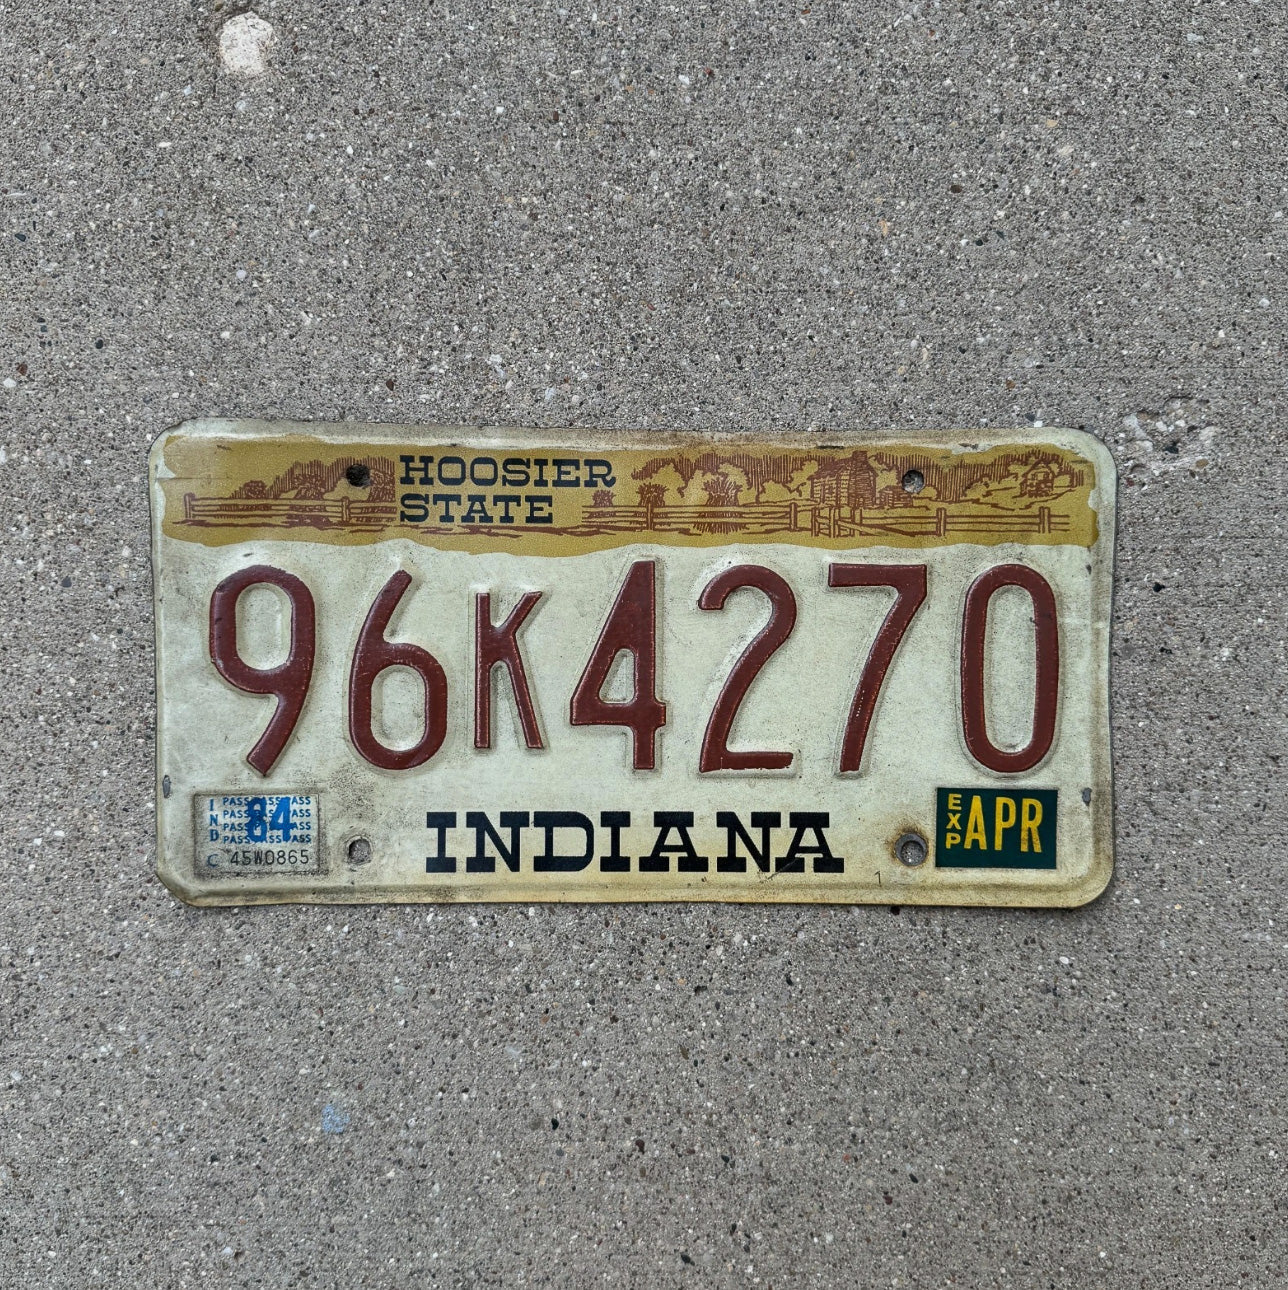 HOOSIER
STATE
96K4270
IND PASS 84
C 45W0865
INDIANA
EXP APR